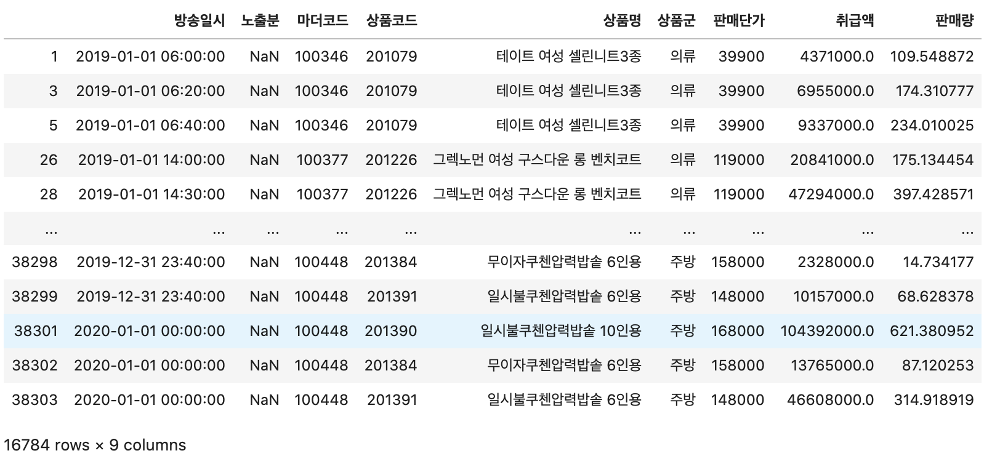 방송일시 노출분 마더코드 상품코드 상품명 상품군 판매단가 취급액 판매량
1 2019-01-01 06:00:00 NaN 100346 201079 테이트 여성 셀린니트3종 의류 39900 4371000.0 109.548872
3 2019-01-01 06:20:00 NaN 100346 201079 테이트 여성 셀린니트3종 의류 39900 6955000.0 174.310777
5 2019-01-01 06:40:00 NaN 100346 201079 테이트 여성 셀린니트3종 의류 39900 9337000.0 234.010025
26 2019-01-01 14:00:00 NaN 100377 201226 그렉노먼 여성 구스다운 롱 벤치코트 의류 119000 20841000.0 175.134454
28 2019-01-01 14:30:00 NaN 100377 201226 그렉노먼 여성 구스다운 롱 벤치코트 의류 119000 47294000.0 397.428571
... ... ... ... ... ... ... ... ... ...
38298 2019-12-31 23:40:00 NaN 100448 201384 무이자쿠첸압력밥솥 6인용 주방 158000 2328000.0 14.734177
38299 2019-12-31 23:40:00 NaN 100448 201391 일시불쿠첸압력밥솥 6인용 주방 148000 10157000.0 68.628378
38301 2020-01-01 00:00:00 NaN 100448 201390 일시불쿠첸압력밥솥 10인용 주방 168000 104392000.0 621.380952
38302 2020-01-01 00:00:00 NaN 100448 201384 무이자쿠첸압력밥솥 6인용 주방 158000 13765000.0 87.120253
38303 2020-01-01 00:00:00 NaN 100448 201391 일시불쿠첸압력밥솥 6인용 주방 148000 46608000.0 314.918919
16784 rows × 9 columns